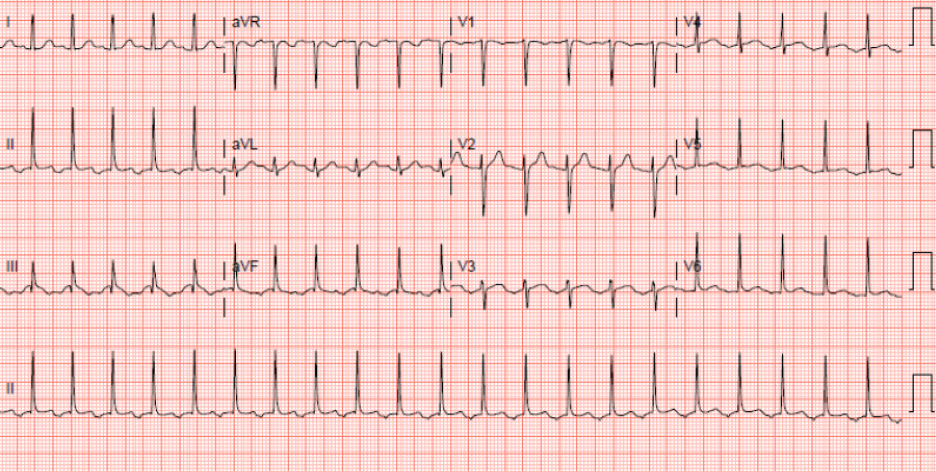 I aVR V1 V4
II aVL V2 V5
III aVF V3 V6
II